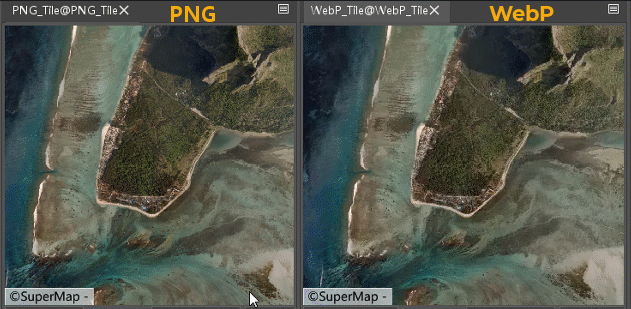 PNG_Tile@PNG_Tile
PNG
WebP_Tile@WebP_Tile
WebP
©SuperMap -
©SuperMap -